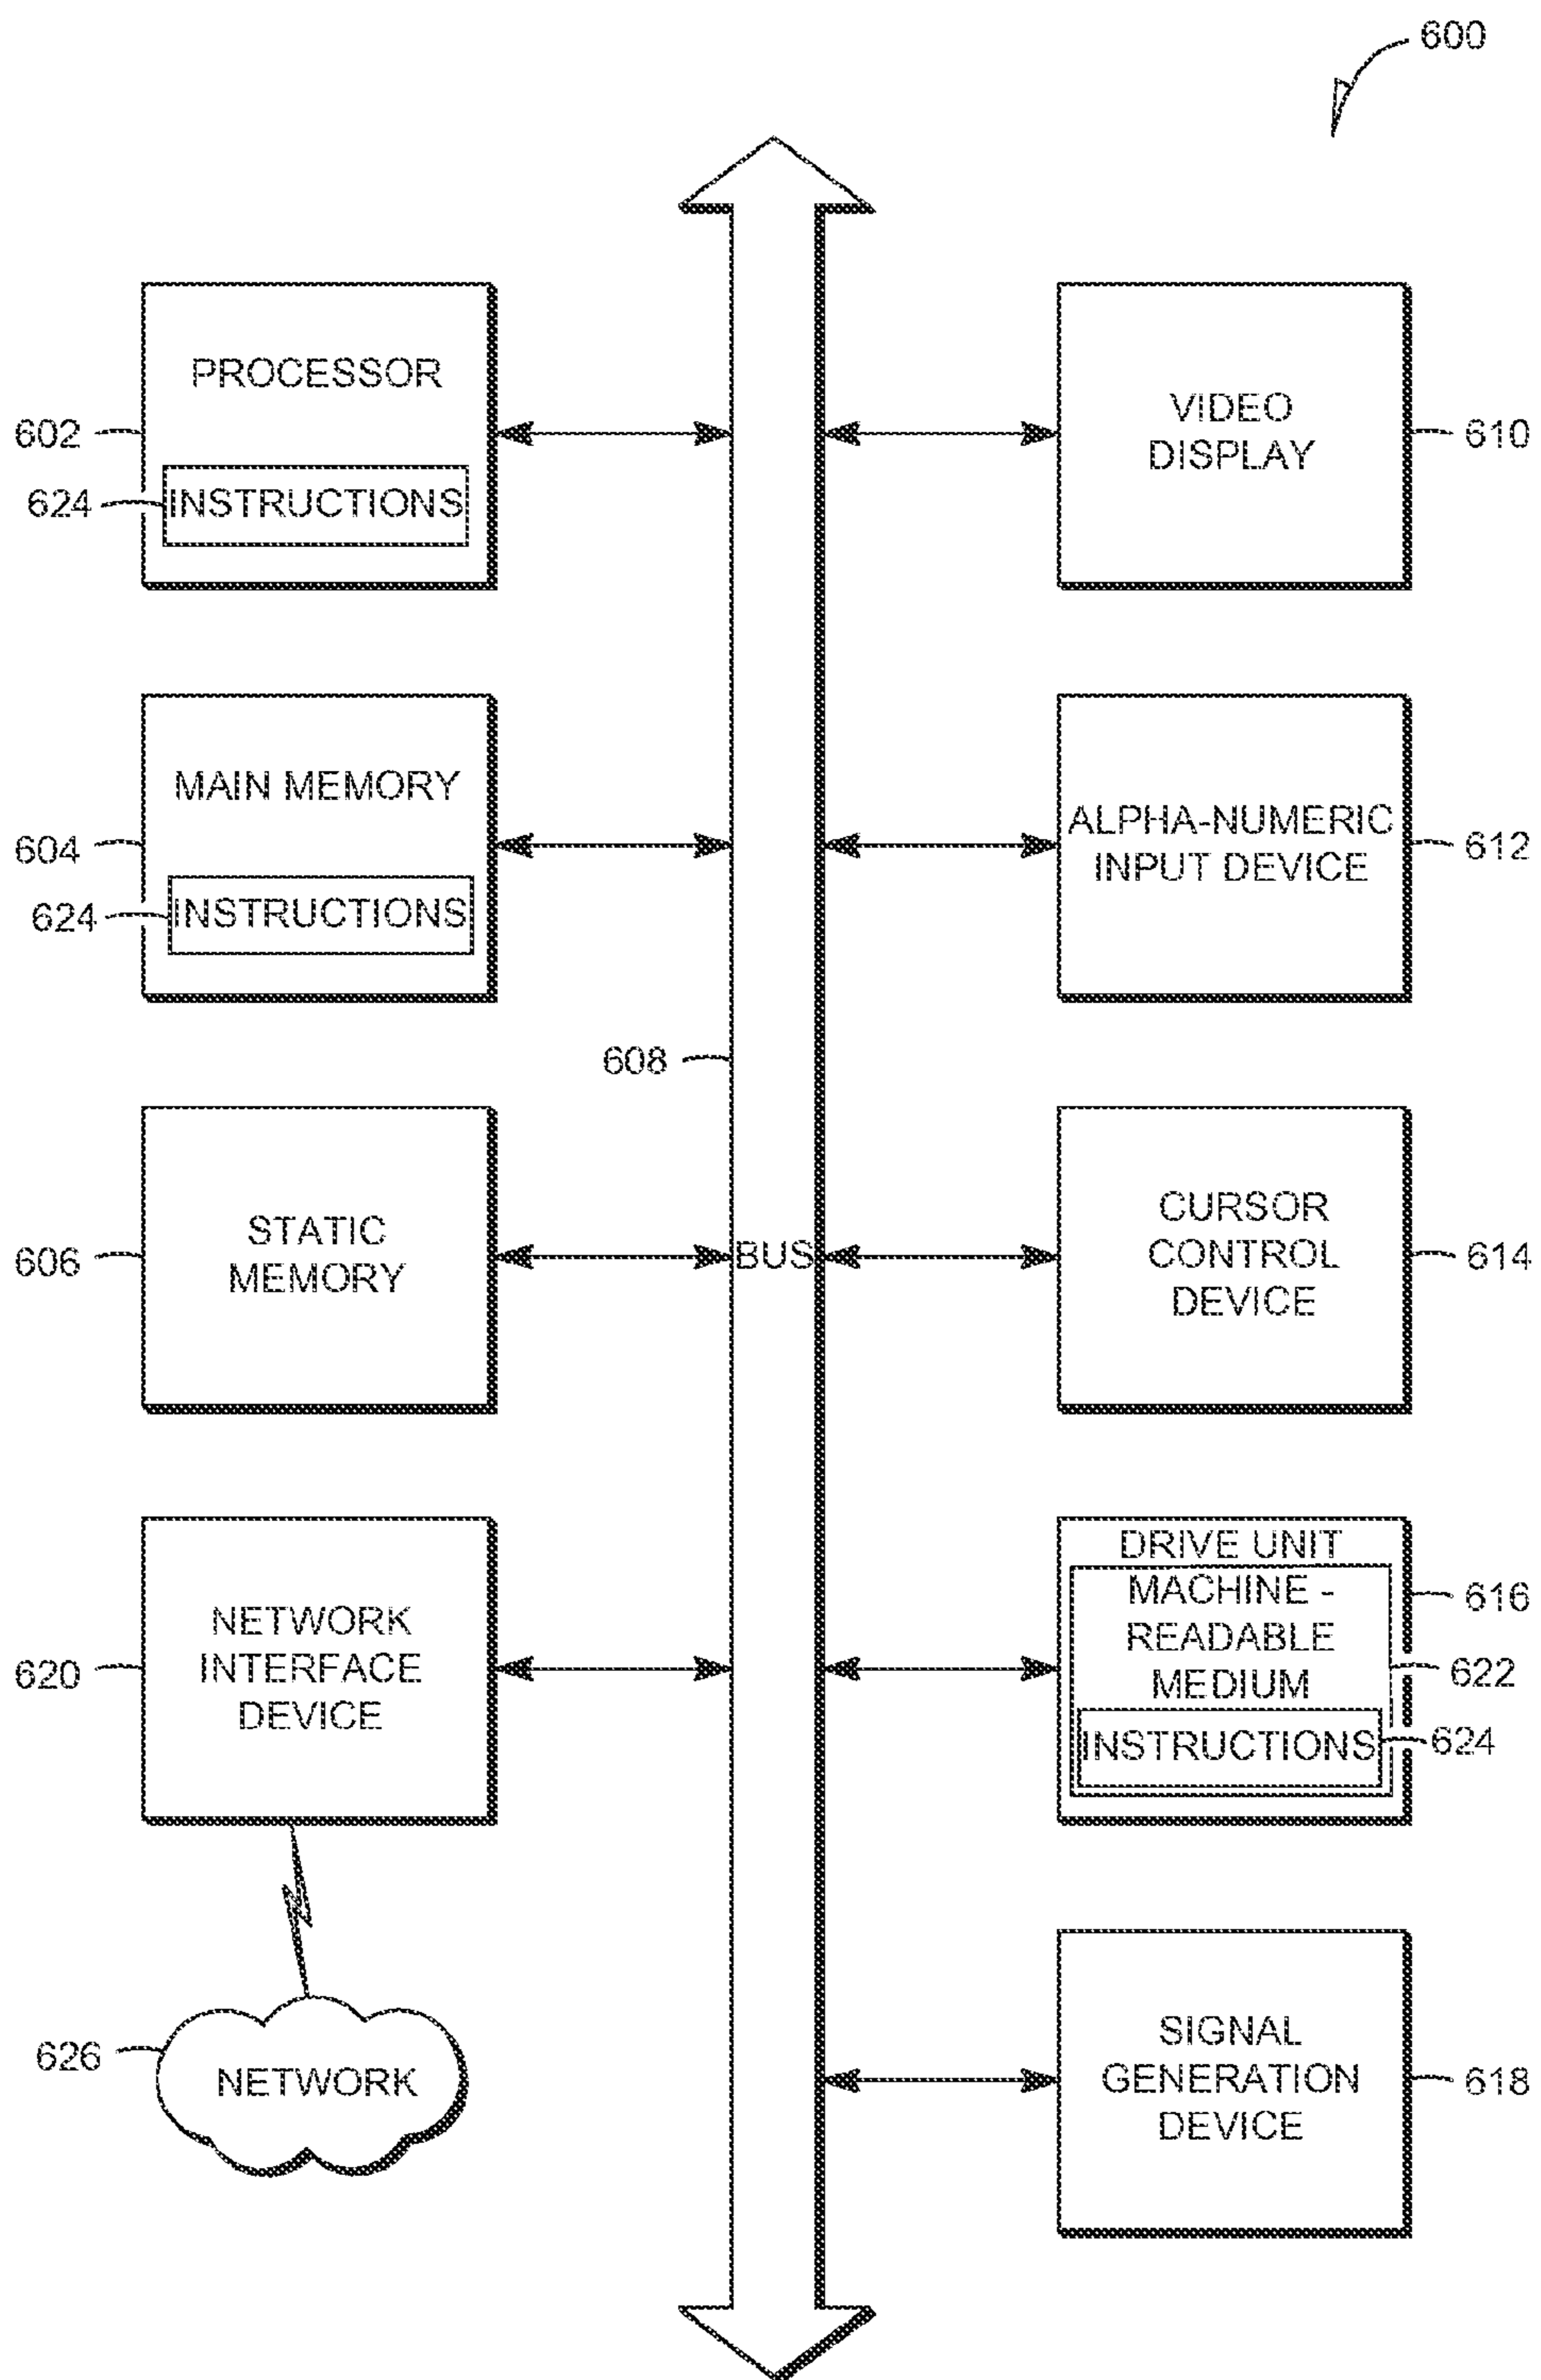 600
PROCESSOR
602
624
INSTRUCTIONS
VIDEO
DISPLAY
610
MAIN MEMORY
604
624
INSTRUCTIONS
ALPHA-NUMERIC
INPUT DEVICE
612
608
STATIC
MEMORY
606
BUS
CURSOR
CONTROL
DEVICE
614
NETWORK
INTERFACE
DEVICE
620
DRIVE UNIT
MACHINE -
READABLE
MEDIUM
616
622
INSTRUCTIONS
624
626
NETWORK
SIGNAL
GENERATION
DEVICE
618